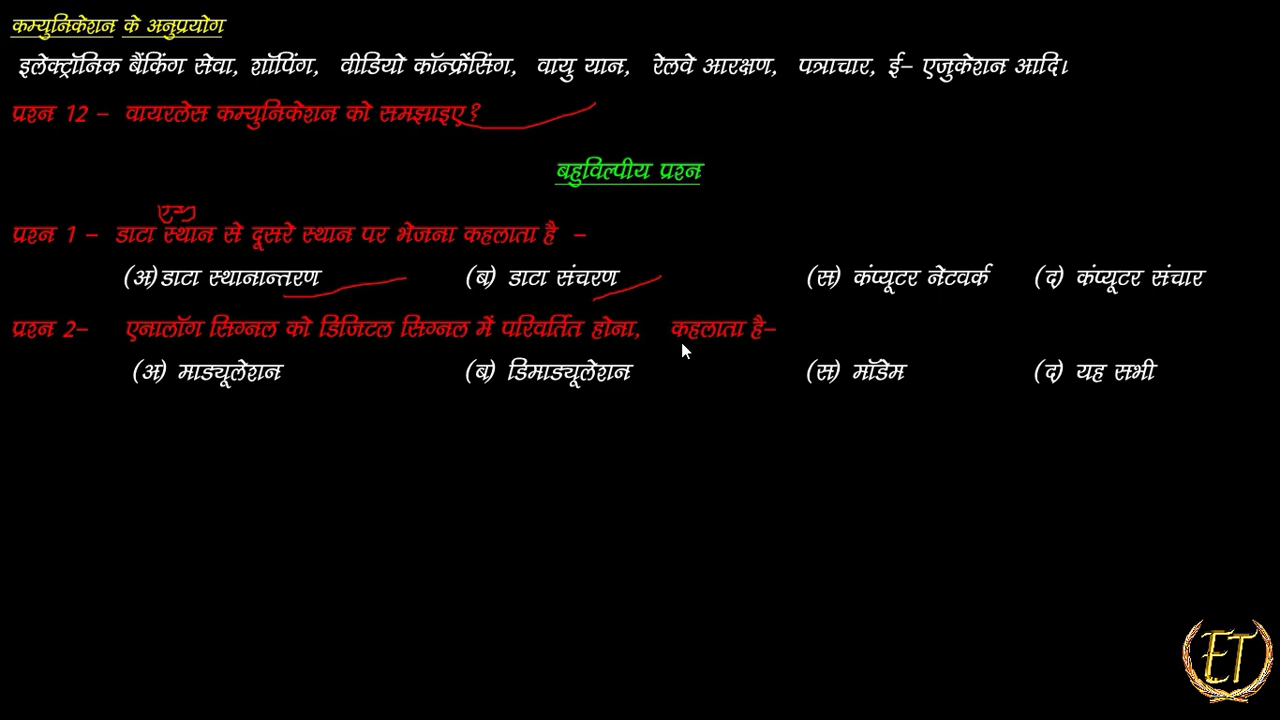 कम्युनिकेशन के अनुप्रयोग
इलेक्ट्रॉनिक बैंकिंग सेवा, शॉपिंग, वीडियो कॉन्फ्रेंसिंग, वायु यान, रेलवे आरक्षण, पत्राचार, ई- एजुकेशन आदि।
प्रश्न 12 - वायरलेस कम्युनिकेशन को समझाइए?
बहुविल्पीय प्रश्न
प्रश्न 1 - डाटा स्थान से दूसरे स्थान पर भेजना कहलाता है -
(अ) डाटा स्थानान्तरण (ब) डाटा संचरण (स) कंप्यूटर नेटवर्क (द) कंप्यूटर संचार
प्रश्न 2- एनालॉग सिग्नल को डिजिटल सिग्नल में परिवर्तित होना, कहलाता है-
(अ) माड्यूलेशन (ब) डिमाड्यूलेशन (स) मॉडेम (द) यह सभी
ET